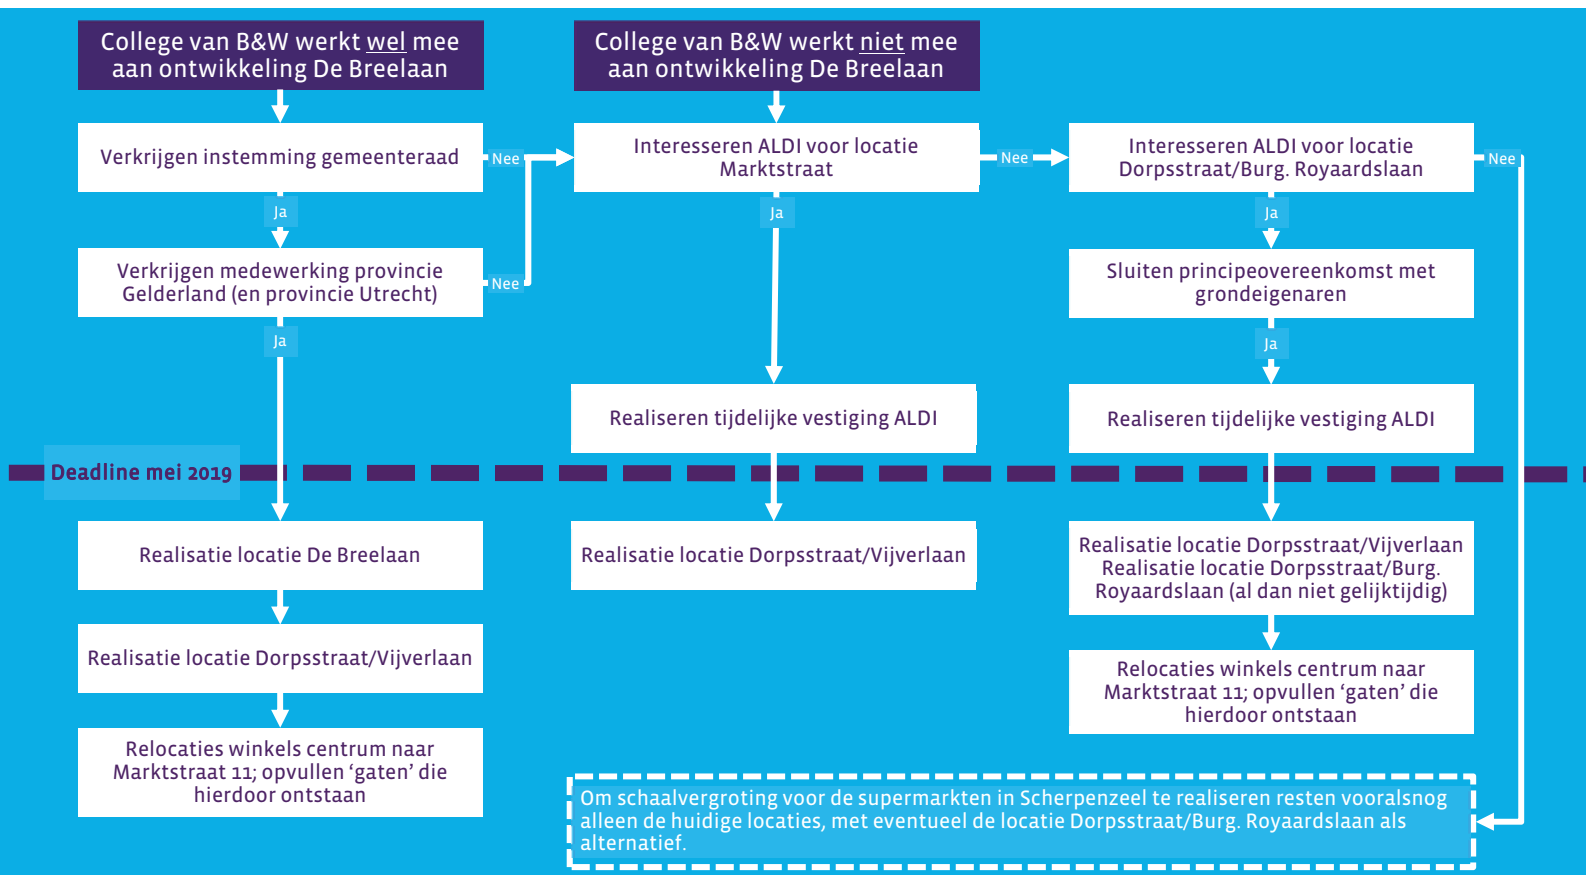 College van B&W werkt wel mee
aan ontwikkeling De Breelaan
College van B&W werkt niet mee
aan ontwikkeling De Breelaan
Verkrijgen instemming gemeenteraad
Nee
Interesseren ALDI voor locatie
Marktstraat
Nee
Interesseren ALDI voor locatie
Dorpsstraat/Burg. Royaardslaan
Nee
Ja
Ja
Ja
Verkrijgen medewerking provincie
Gelderland (en provincie Utrecht)
Nee
Sluiten principeovereenkomst met
grondeigenaren
Ja
Ja
Realiseren tijdelijke vestiging ALDI
Realiseren tijdelijke vestiging ALDI
Deadline mei 2019
Realisatie locatie De Breelaan
Realisatie locatie Dorpsstraat/Vijverlaan
Realisatie locatie Dorpsstraat/Vijverlaan
Realisatie locatie Dorpsstraat/Burg.
Royaardslaan (al dan niet gelijktijdig)
Realisatie locatie Dorpsstraat/Vijverlaan
Relocaties winkels centrum naar
Marktstraat 11; opvullen ‘gaten’ die
hierdoor ontstaan
Relocaties winkels centrum naar
Marktstraat 11; opvullen ‘gaten’ die
hierdoor ontstaan
Om schaalvergroting voor de supermarkten in Scherpenzeel te realiseren resten vooralsnog
alleen de huidige locaties, met eventueel de locatie Dorpsstraat/Burg. Royaardslaan als
alternatief.